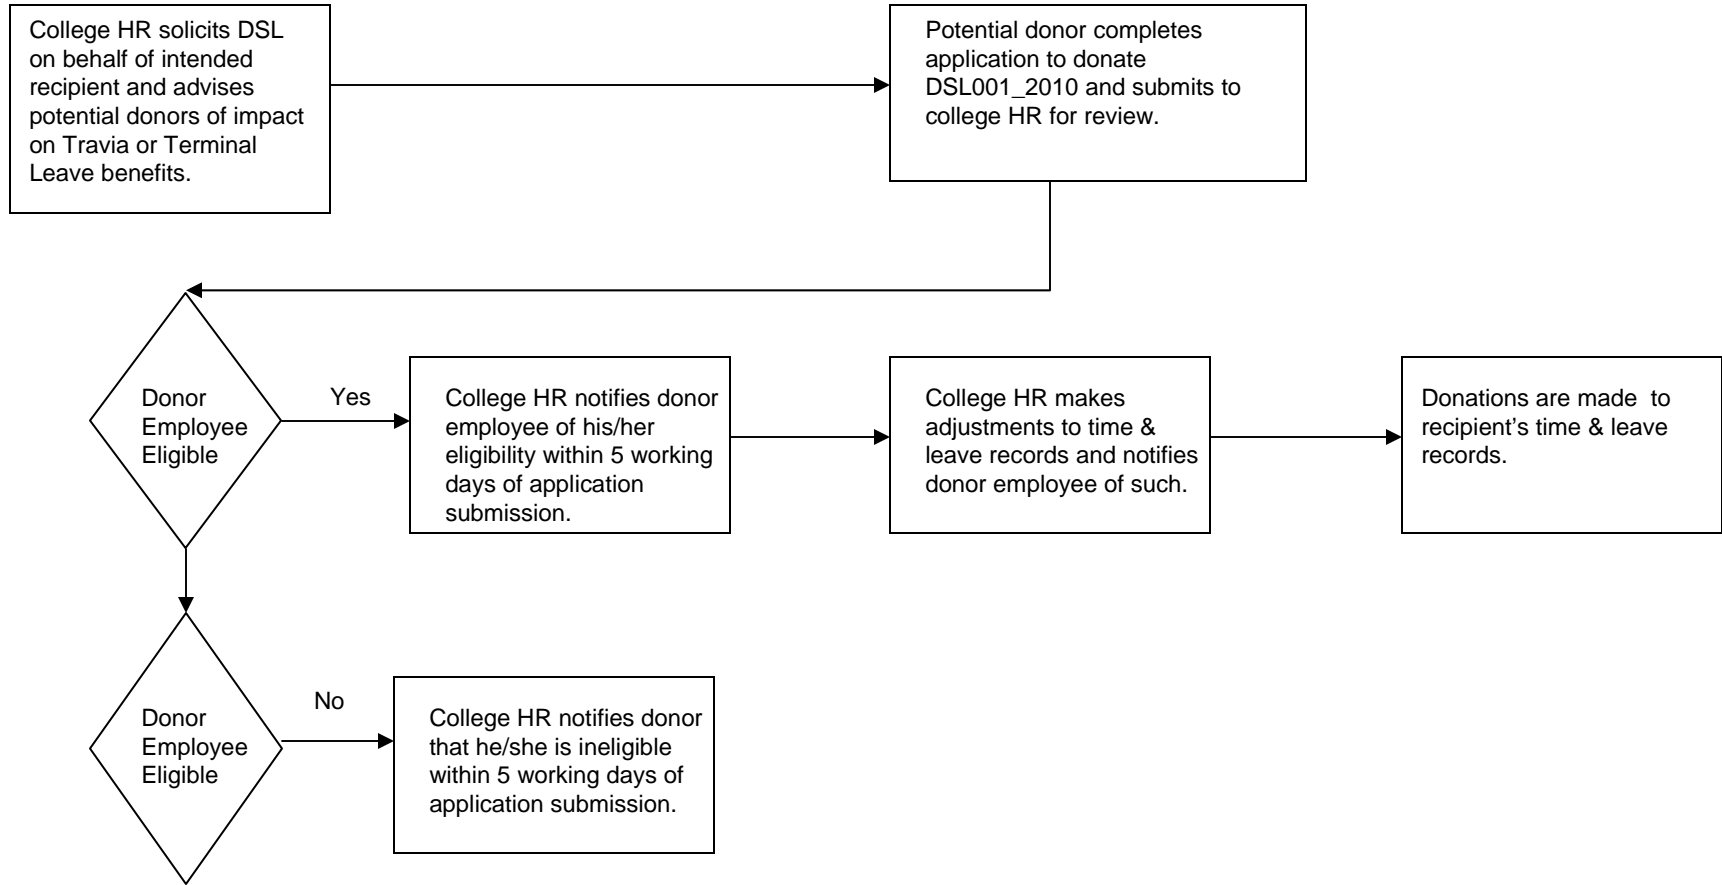 College HR solicits DSL
on behalf of intended
recipient and advises
potential donors of impact
on Travia or Terminal
Leave benefits.
Potential donor completes
application to donate
DSL001_2010 and submits to
college HR for review.
Donor
Employee
Eligible
Yes
College HR notifies donor
employee of his/her
eligibility within 5 working
days of application
submission.
College HR makes
adjustments to time &
leave records and notifies
donor employee of such.
Donations are made  to
recipient’s time & leave
records.
Donor
Employee
Eligible
No
College HR notifies donor
that he/she is ineligible
within 5 working days of
application submission.